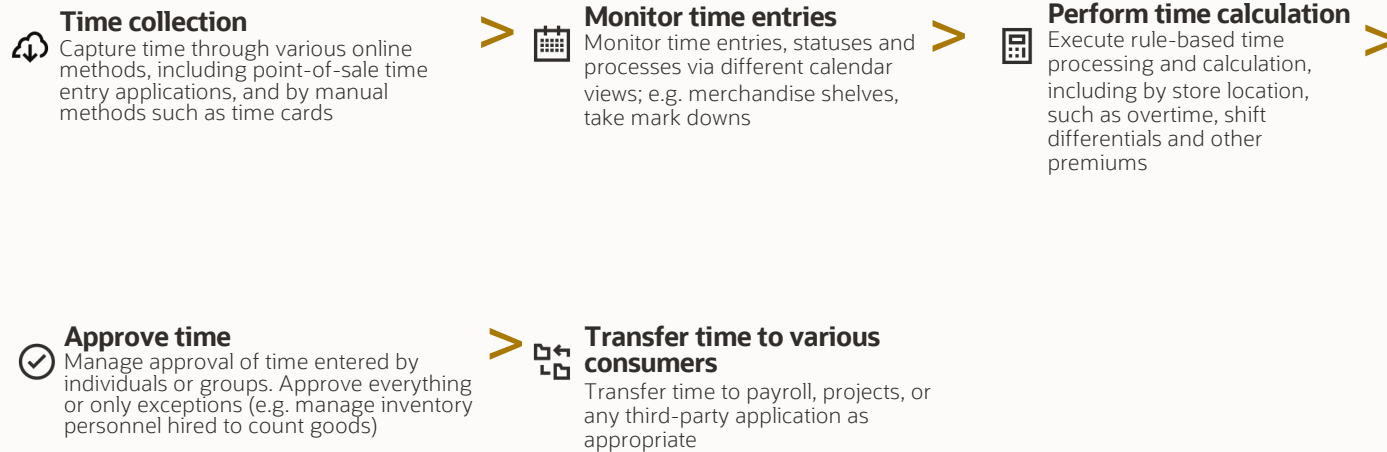 Time collection
Capture time through various online
methods, including point-of-sale time
entry applications, and by manual
methods such as time cards
>
Monitor time entries
Monitor time entries, statuses and
processes via different calendar
views; e.g. merchandise shelves,
take mark downs
>
Perform time calculation
Execute rule-based time
processing and calculation,
including by store location,
such as overtime, shift
differentials and other
premiums
>
Approve time
Manage approval of time entered by
individuals or groups. Approve everything
or only exceptions (e.g. manage inventory
personnel hired to count goods)
>
Transfer time to various
consumers
Transfer time to payroll, projects, or
any third-party application as
appropriate